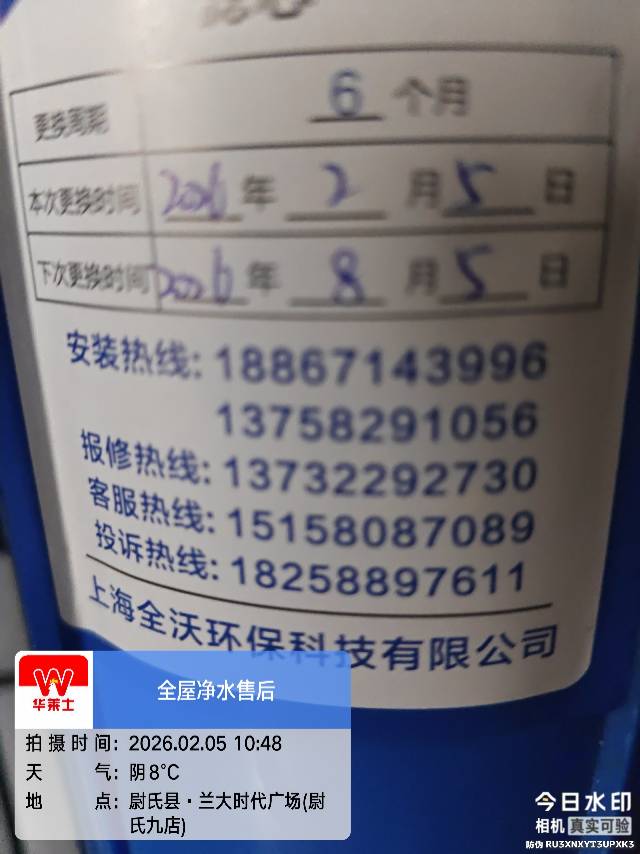 更换周期 6 个月
本次更换时间 2026 年 2 月 5 日
下次更换时间 2026 年 8 月 5 日
安装热线: 18867143996
13758291056
报修热线: 13732292730
客服热线: 15158087089
投诉热线: 18258897611
上海全沃环保科技有限公司
华莱士
全屋净水售后
拍摄时间: 2026.02.05 10:48
天气: 阴 8°C
地点: 尉氏县·兰大时代广场(尉
氏九店)
今日水印
相机 真实可验
防伪 RU3XNXYT3UPXK3